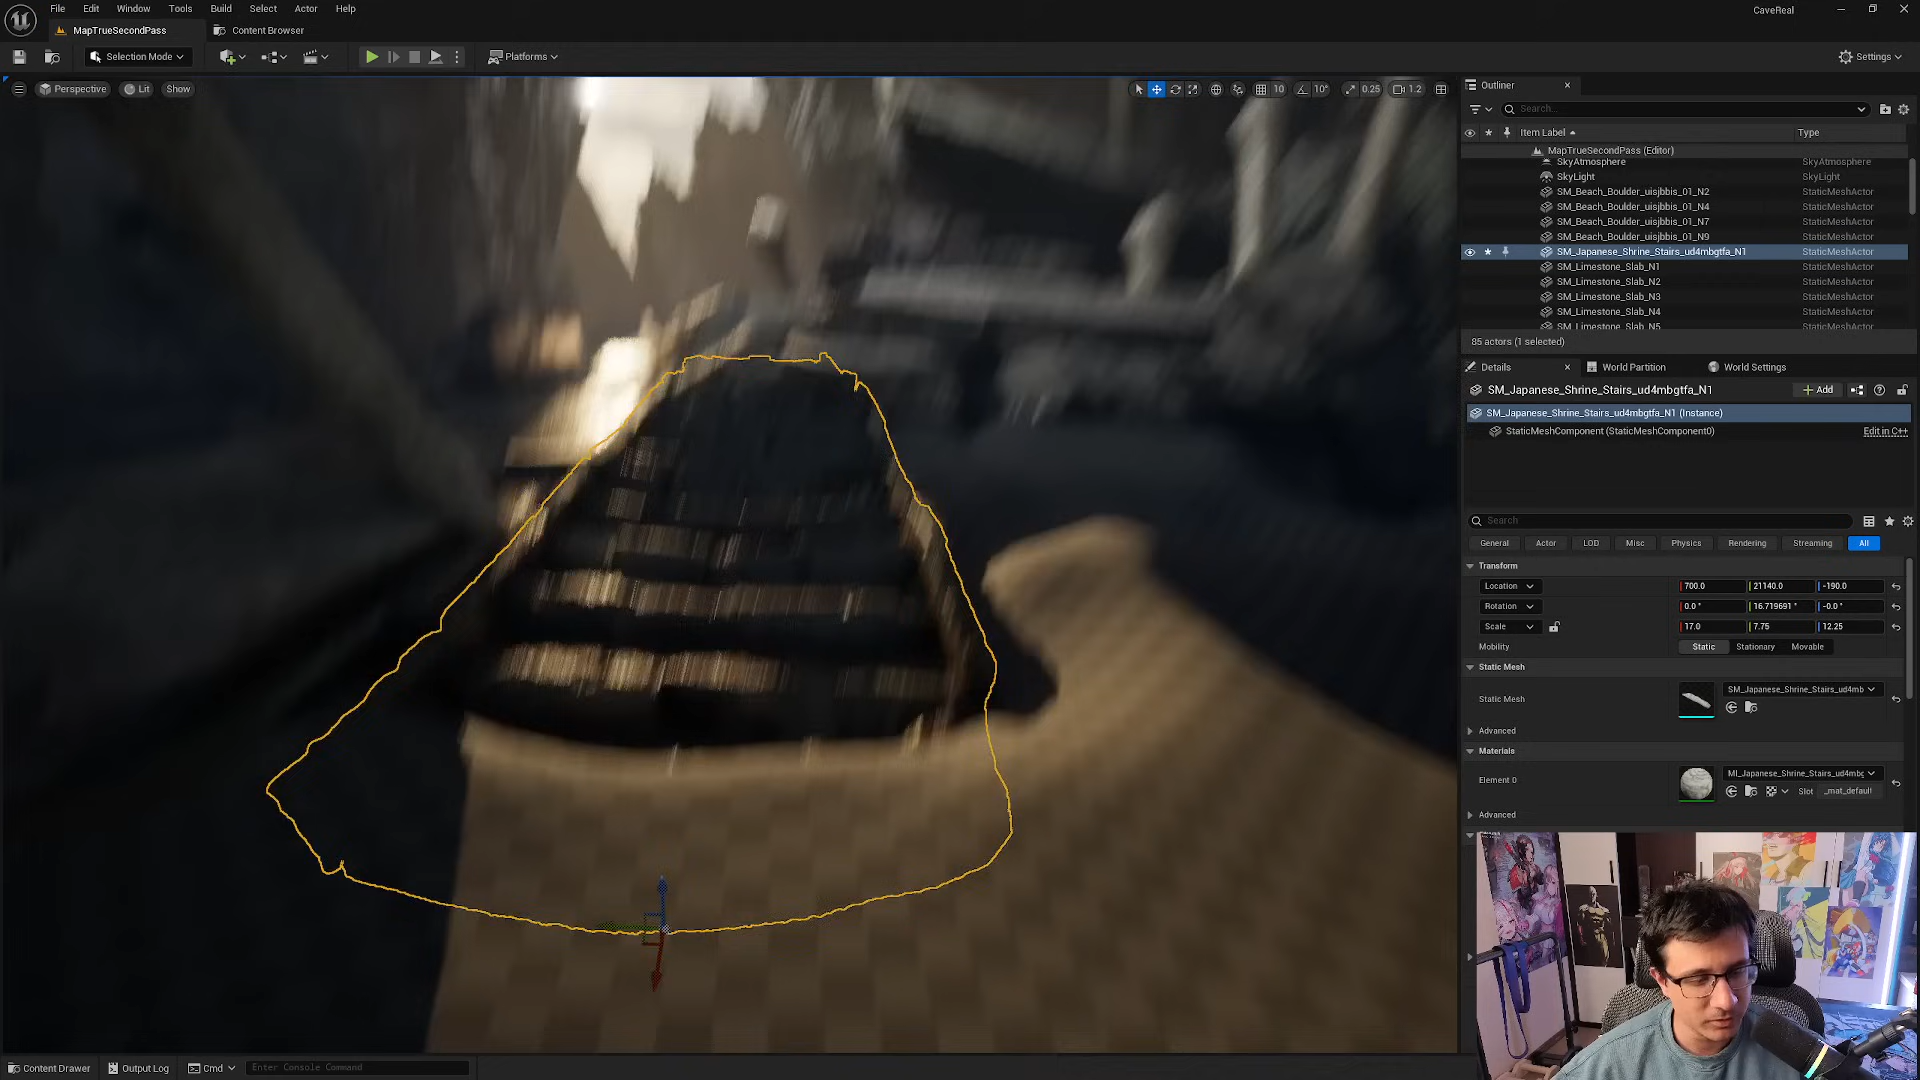 File Edit Window Tools Build Select Actor Help
CaveReal
MapTrueSecondPass
Content Browser
Selection Mode
Platforms
Settings
Perspective Lit Show
10 10° 0.25 1.2
Outliner
Search...
Item Label Type
MapTrueSecondPass (Editor)
SkyAtmosphere SkyAtmosphere
SkyLight SkyLight
SM_Beach_Boulder_uisjbbis_01_N2 StaticMeshActor
SM_Beach_Boulder_uisjbbis_01_N4 StaticMeshActor
SM_Beach_Boulder_uisjbbis_01_N7 StaticMeshActor
SM_Beach_Boulder_uisjbbis_01_N9 StaticMeshActor
SM_Japanese_Shrine_Stairs_ud4mbgtfa_N1 StaticMeshActor
SM_Limestone_Slab_N1 StaticMeshActor
SM_Limestone_Slab_N2 StaticMeshActor
SM_Limestone_Slab_N3 StaticMeshActor
SM_Limestone_Slab_N4 StaticMeshActor
SM_Limestone_Slab_N5 StaticMeshActor
85 actors (1 selected)
Details World Partition World Settings
SM_Japanese_Shrine_Stairs_ud4mbgtfa_N1
Add
SM_Japanese_Shrine_Stairs_ud4mbgtfa_N1 (Instance)
StaticMeshComponent (StaticMeshComponent0) Edit in C++
Search
General Actor LOD Misc Physics Rendering Streaming All
Transform
Location 700.0 21140.0 -190.0
Rotation 0.0° 16.719691° -0.0°
Scale 17.0 7.75 12.25
Mobility Static Stationary Movable
Static Mesh
Static Mesh SM_Japanese_Shrine_Stairs_ud4mb
Advanced
Materials
Element 0 MI_Japanese_Shrine_Stairs_ud4mbg
Slot _mat_default
Advanced
Content Drawer Output Log Cmd Enter Console Command